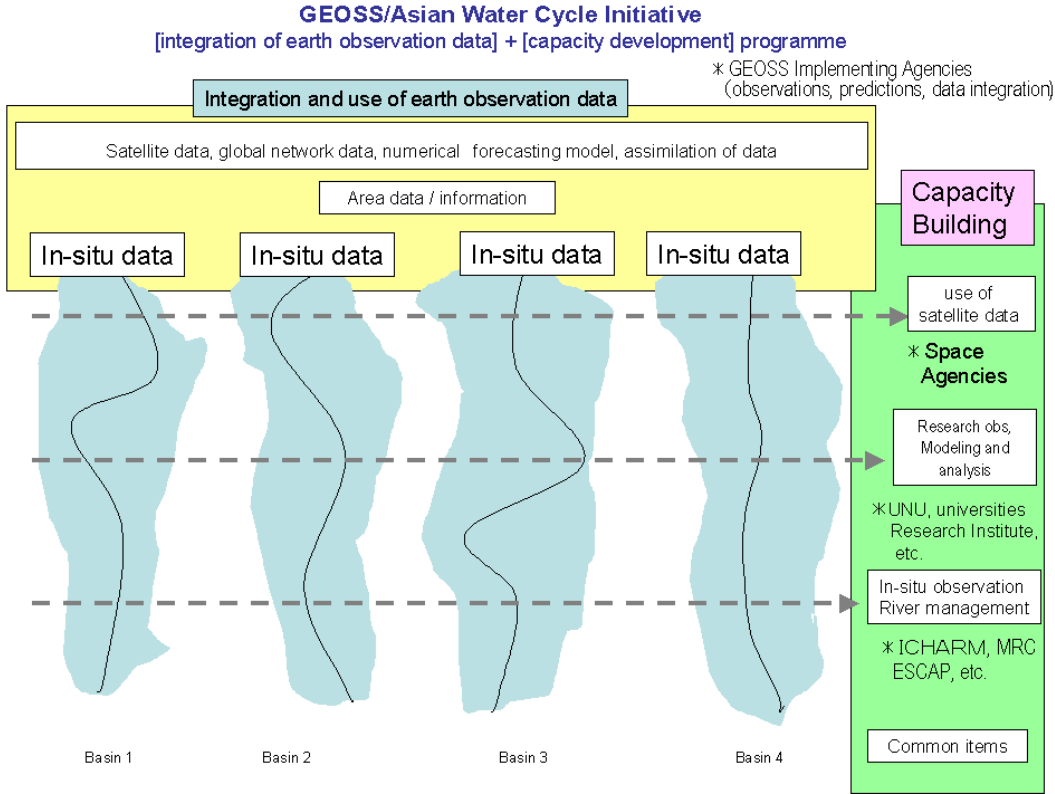 GEOSS/Asian Water Cycle Initiative
[integration of earth observation data] + [capacity development] programme
* GEOSS Implementing Agencies
(observations, predictions, data integration)
Integration and use of earth observation data
Satellite data, global network data, numerical forecasting model, assimilation of data
Area data / information
In-situ data
In-situ data
In-situ data
In-situ data
Capacity
Building
use of
satellite data
* Space
Agencies
Research obs,
Modeling and
analysis
* UNU, universities
Research Institute,
etc.
In-situ observation
River management
* ICHARM, MRC
ESCAP, etc.
Common items
Basin 1
Basin 2
Basin 3
Basin 4